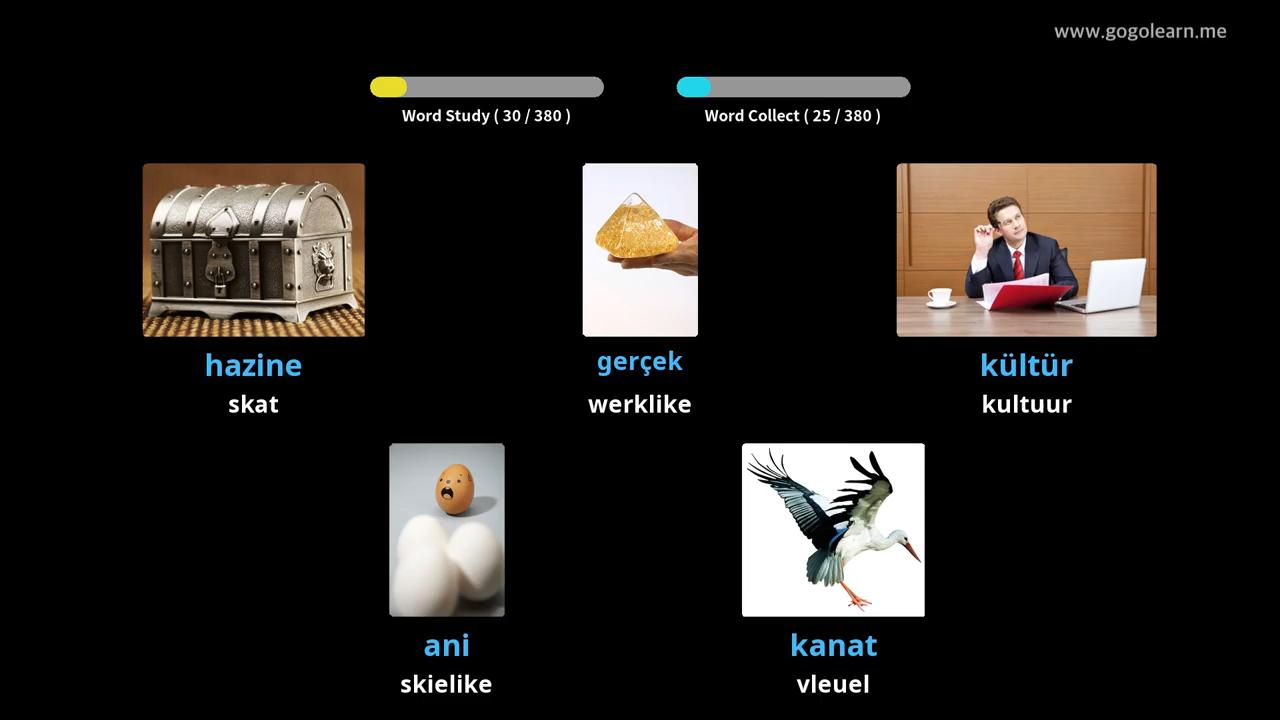 www.gogolearn.me
Word Study ( 30 / 380 )
Word Collect ( 25 / 380 )
hazine
skat
gerçek
werklike
kültür
kultuur
ani
skielike
kanat
vleuel